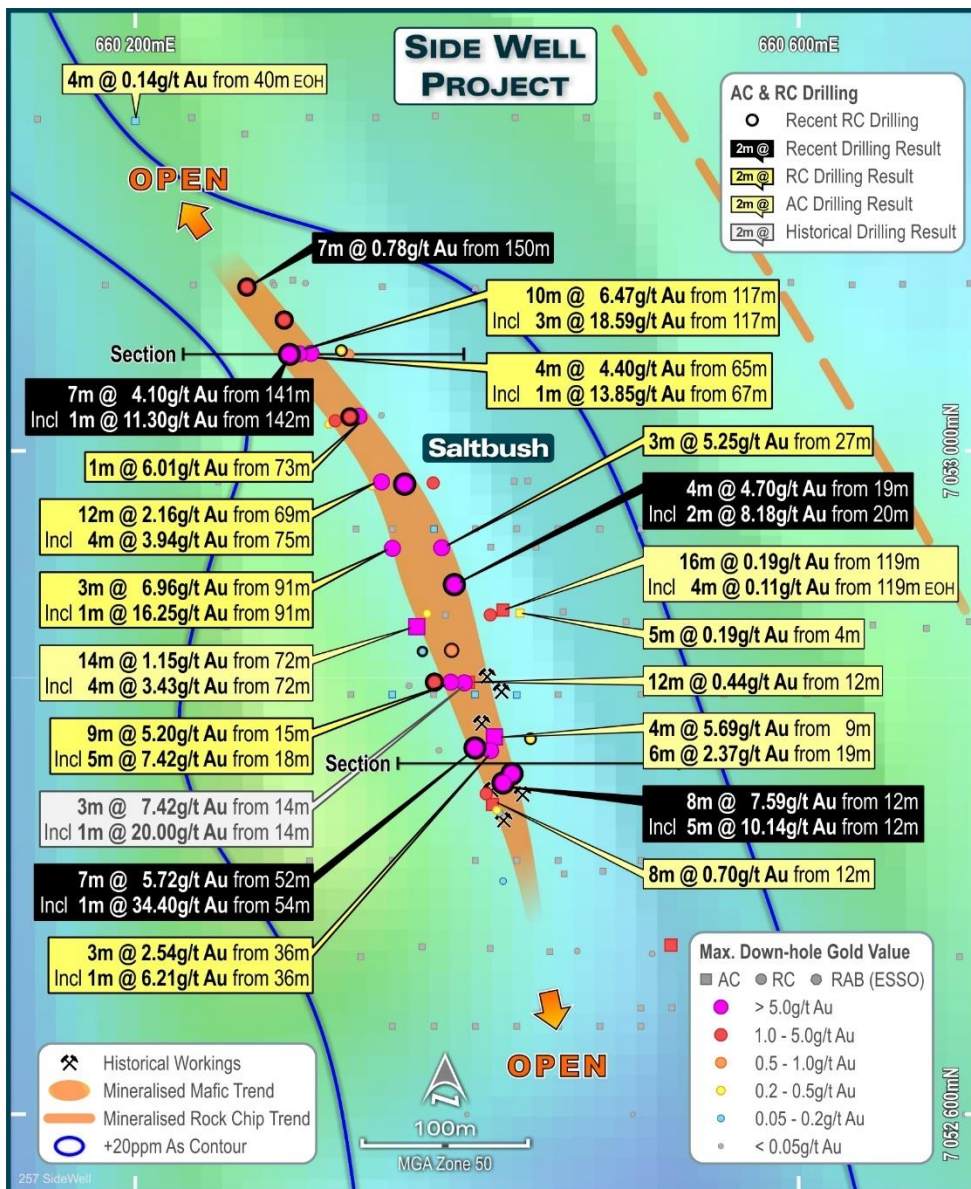 660 200mE
SIDE WELL
PROJECT
660 600mE
4m @ 0.14g/t Au from 40m EOH
AC & RC Drilling
Recent RC Drilling
2m @ Recent Drilling Result
2m @ RC Drilling Result
2m @ AC Drilling Result
2m @ Historical Drilling Result
OPEN
7m @ 0.78g/t Au from 150m
10m @ 6.47g/t Au from 117m
Incl 3m @ 18.59g/t Au from 117m
Section
4m @ 4.40g/t Au from 65m
Incl 1m @ 13.85g/t Au from 67m
7m @ 4.10g/t Au from 141m
Incl 1m @ 11.30g/t Au from 142m
7 053 000mN
Saltbush
3m @ 5.25g/t Au from 27m
1m @ 6.01g/t Au from 73m
4m @ 4.70g/t Au from 19m
Incl 2m @ 8.18g/t Au from 20m
12m @ 2.16g/t Au from 69m
Incl 4m @ 3.94g/t Au from 75m
16m @ 0.19g/t Au from 119m
Incl 4m @ 0.11g/t Au from 119m EOH
3m @ 6.96g/t Au from 91m
Incl 1m @ 16.25g/t Au from 91m
5m @ 0.19g/t Au from 4m
14m @ 1.15g/t Au from 72m
Incl 4m @ 3.43g/t Au from 72m
12m @ 0.44g/t Au from 12m
9m @ 5.20g/t Au from 15m
Incl 5m @ 7.42g/t Au from 18m
4m @ 5.69g/t Au from 9m
6m @ 2.37g/t Au from 19m
Section
3m @ 7.42g/t Au from 14m
Incl 1m @ 20.00g/t Au from 14m
8m @ 7.59g/t Au from 12m
Incl 5m @ 10.14g/t Au from 12m
7m @ 5.72g/t Au from 52m
Incl 1m @ 34.40g/t Au from 54m
8m @ 0.70g/t Au from 12m
3m @ 2.54g/t Au from 36m
Incl 1m @ 6.21g/t Au from 36m
Max. Down-hole Gold Value
AC RC RAB (ESSO)
> 5.0g/t Au
1.0 - 5.0g/t Au
0.5 - 1.0g/t Au
0.2 - 0.5g/t Au
0.05 - 0.2g/t Au
< 0.05g/t Au
OPEN
Historical Workings
Mineralised Mafic Trend
Mineralised Rock Chip Trend
+20ppm As Contour
N
100m
MGA Zone 50
7 052 600mN
257 SideWell